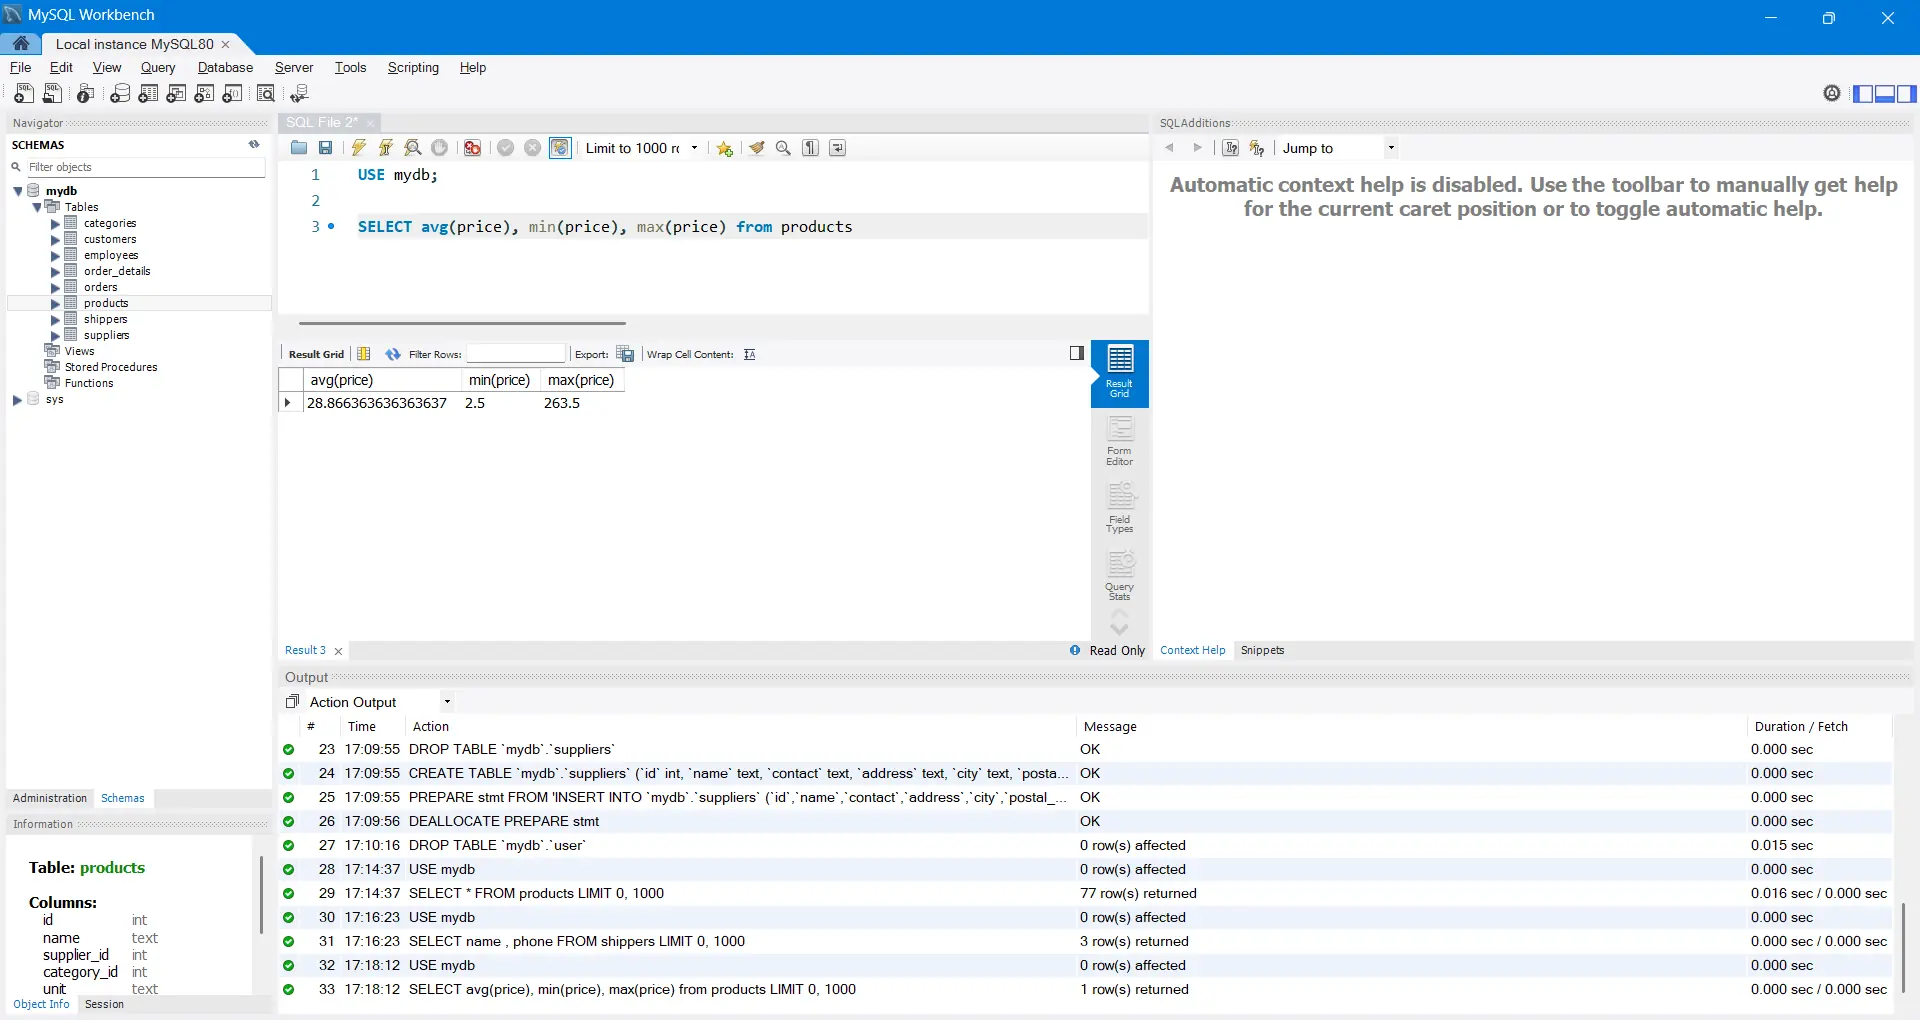 MySQL Workbench
Local instance MySQL80
File Edit View Query Database Server Tools Scripting Help
Navigator
SCHEMAS
Filter objects
mydb
Tables
categories
customers
employees
order_details
orders
products
shippers
suppliers
Views
Stored Procedures
Functions
sys
Administration Schemas
Information
Table: products
Columns:
id int
name text
supplier_id int
category_id int
unit text
Object Info Session
SQL File 2*
Limit to 1000 rc
1 USE mydb;
2
3 SELECT avg(price), min(price), max(price) from products
Result Grid Filter Rows: Export: Wrap Cell Content:
avg(price) min(price) max(price)
28.866363636363637 2.5 263.5
Result Grid
Form Editor
Field Types
Query Stats
Result 3 Read Only
SQLAdditions
Jump to
Automatic context help is disabled. Use the toolbar to manually get help
for the current caret position or to toggle automatic help.
Context Help Snippets
Output
Action Output
# Time Action Message Duration / Fetch
23 17:09:55 DROP TABLE `mydb`.`suppliers` OK 0.000 sec
24 17:09:55 CREATE TABLE `mydb`.`suppliers` (`id` int, `name` text, `contact` text, `address` text, `city` text, `posta... OK 0.000 sec
25 17:09:55 PREPARE stmt FROM 'INSERT INTO `mydb`.`suppliers` (`id`,`name`,`contact`,`address`,`city`,`postal_... OK 0.000 sec
26 17:09:56 DEALLOCATE PREPARE stmt OK 0.000 sec
27 17:10:16 DROP TABLE `mydb`.`user` 0 row(s) affected 0.015 sec
28 17:14:37 USE mydb 0 row(s) affected 0.000 sec
29 17:14:37 SELECT * FROM products LIMIT 0, 1000 77 row(s) returned 0.016 sec / 0.000 sec
30 17:16:23 USE mydb 0 row(s) affected 0.000 sec
31 17:16:23 SELECT name , phone FROM shippers LIMIT 0, 1000 3 row(s) returned 0.000 sec / 0.000 sec
32 17:18:12 USE mydb 0 row(s) affected 0.000 sec
33 17:18:12 SELECT avg(price), min(price), max(price) from products LIMIT 0, 1000 1 row(s) returned 0.000 sec / 0.000 sec